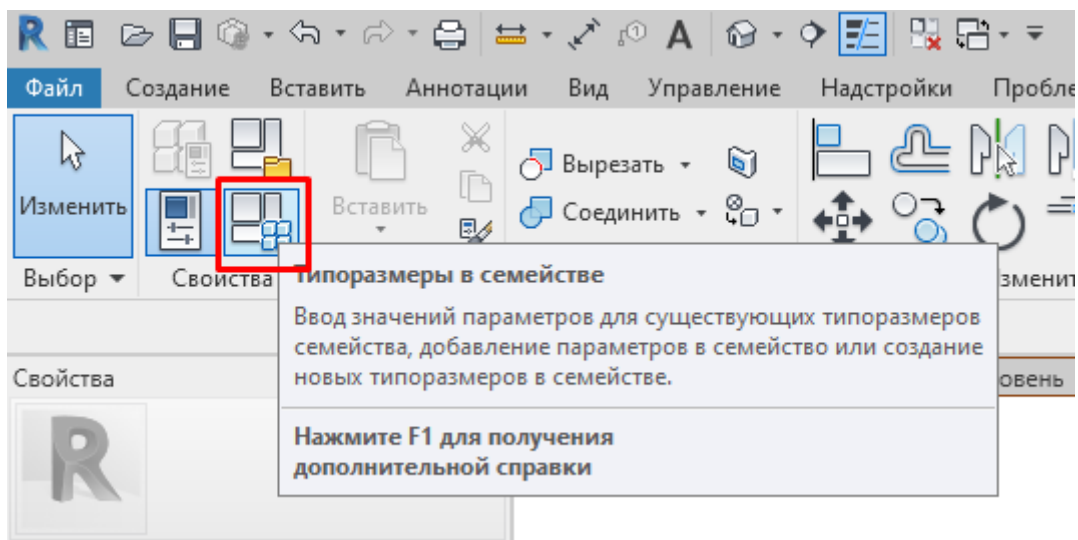 Файл Создание Вставить Аннотации Вид Управление Надстройки
Вырезать
Изменить Вставить Соединить
Выбор Свойства
Типоразмеры в семействе
Ввод значений параметров для существующих типоразмеров
семейства, добавление параметров в семейство или создание
новых типоразмеров в семействе.
Свойства
Нажмите F1 для получения
дополнительной справки